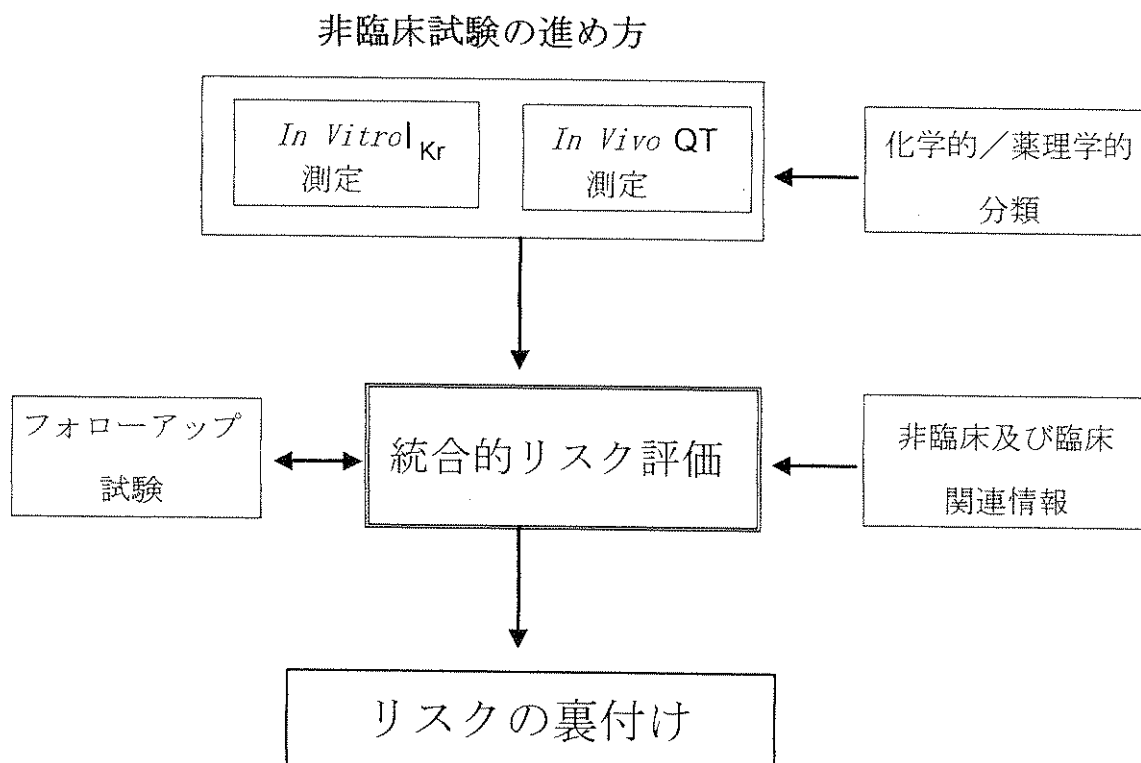 非臨床試験の進め方
In Vitro I Kr
測定
In Vivo QT
測定
化学的／薬理学的
分類
フォローアップ
試験
統合的リスク評価
非臨床及び臨床
関連情報
リスクの裏付け